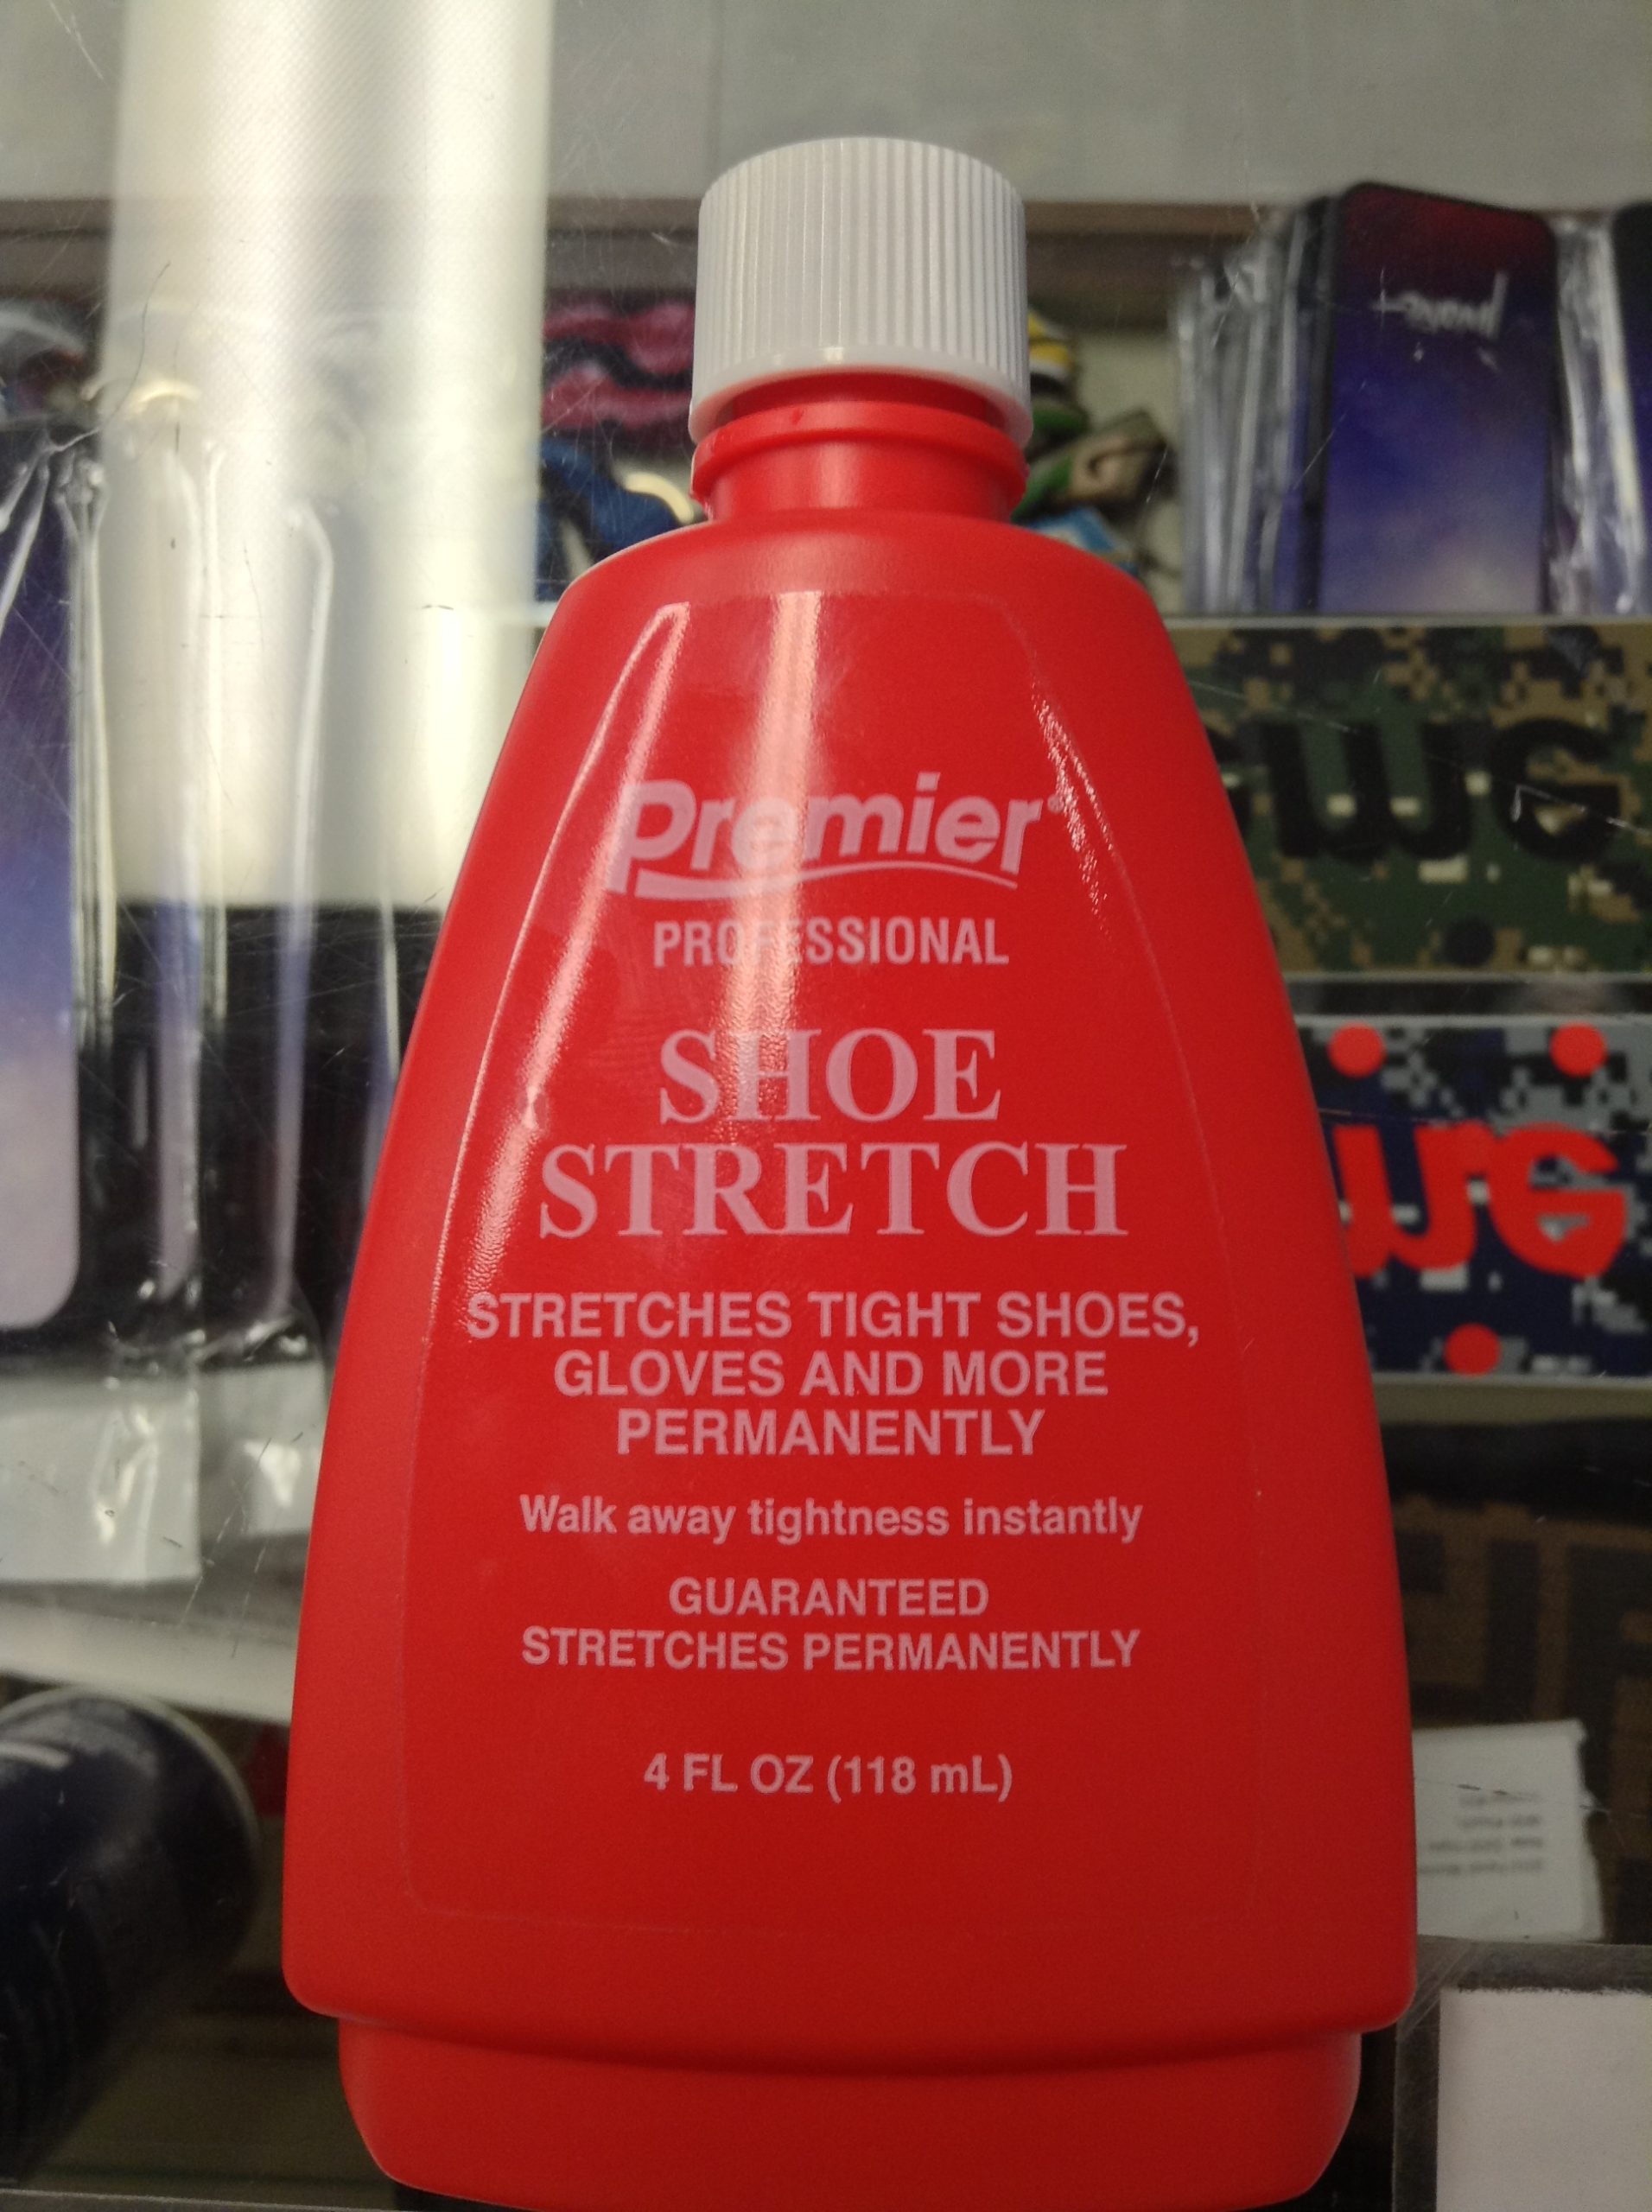 Premier®
PROFESSIONAL
SHOE
STRETCH
STRETCHES TIGHT SHOES,
GLOVES AND MORE
PERMANENTLY
Walk away tightness instantly
GUARANTEED
STRETCHES PERMANENTLY
4 FL OZ (118 mL)